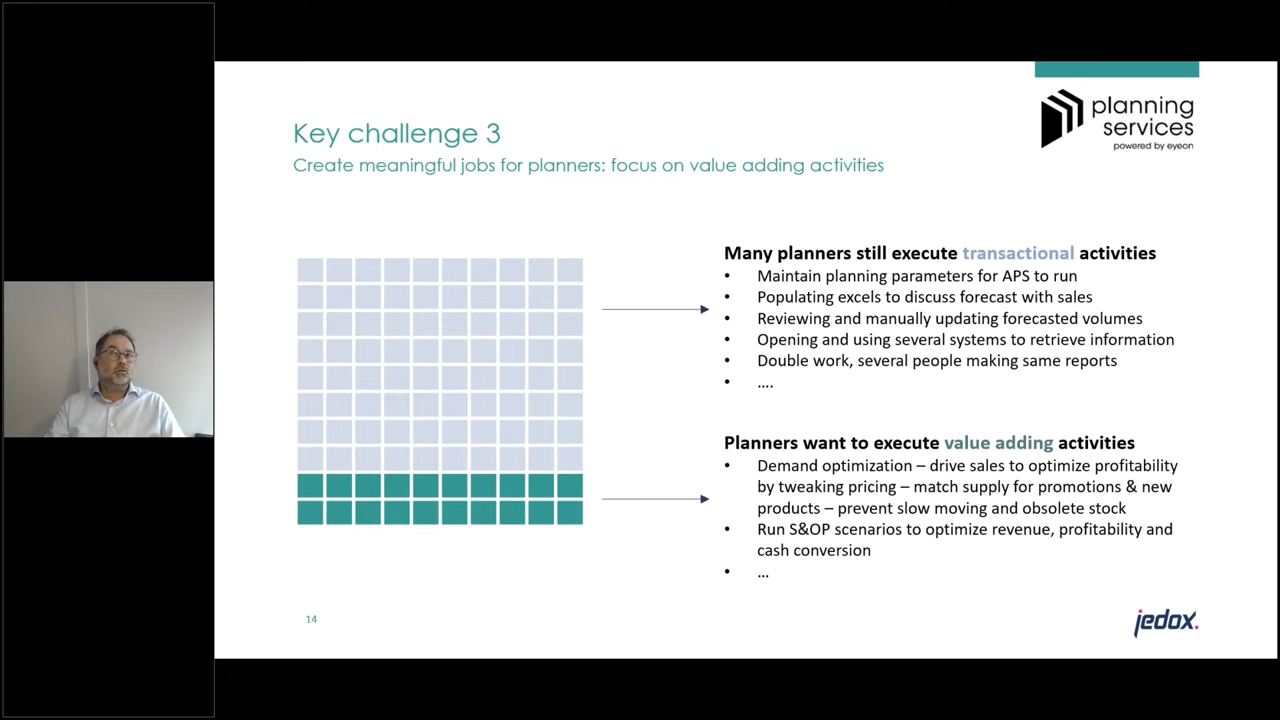 planning
services
powered by eyeon
Key challenge 3
Create meaningful jobs for planners: focus on value adding activities
Many planners still execute transactional activities
• Maintain planning parameters for APS to run
• Populating excels to discuss forecast with sales
• Reviewing and manually updating forecasted volumes
• Opening and using several systems to retrieve information
• Double work, several people making same reports
• ....
Planners want to execute value adding activities
• Demand optimization – drive sales to optimize profitability
by tweaking pricing – match supply for promotions & new
products – prevent slow moving and obsolete stock
• Run S&OP scenarios to optimize revenue, profitability and
cash conversion
• ...
14
jedox.